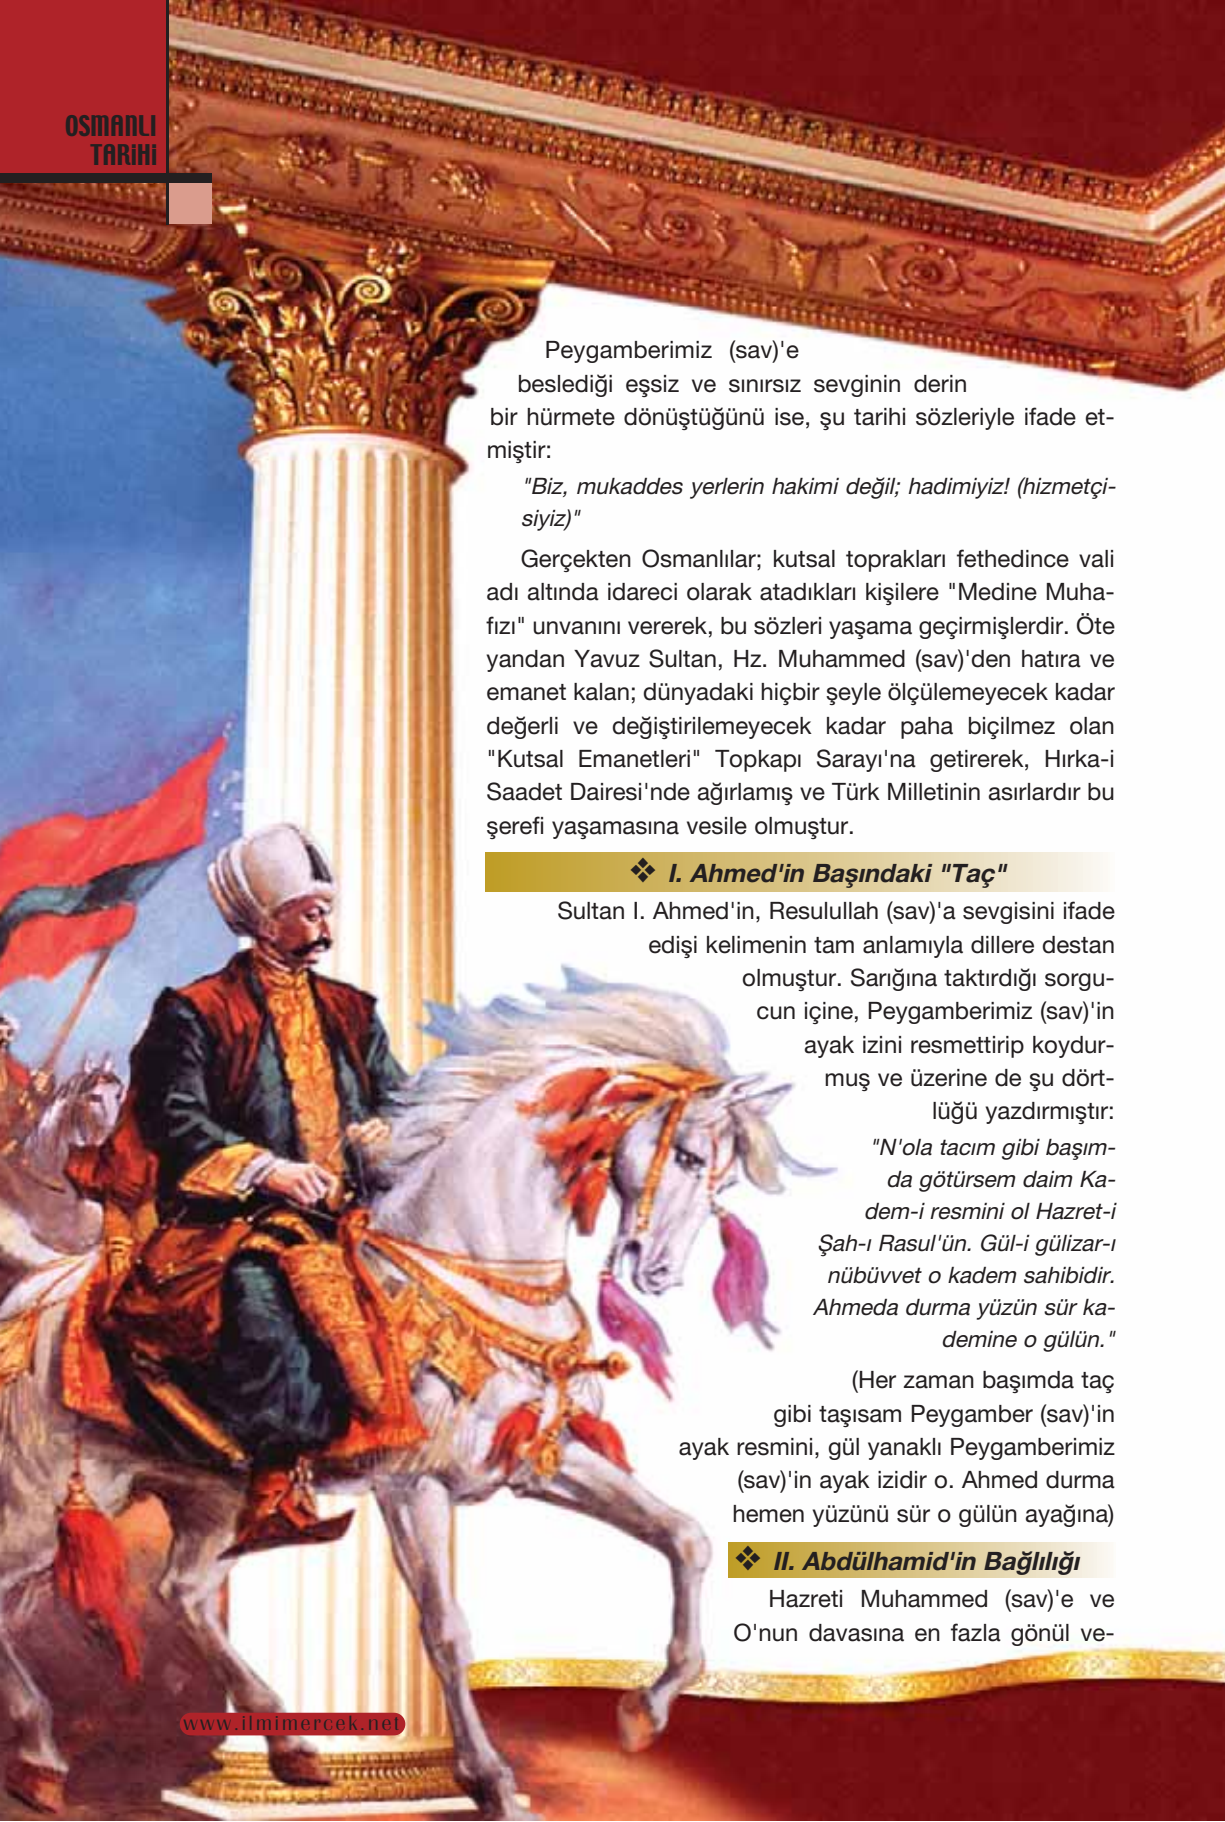 OSMANLI
TARiHi
Peygamberimiz (sav)'e
beslediği eşsiz ve sınırsız sevginin derin
bir hürmete dönüştüğünü ise, şu tarihi sözleriyle ifade et-
miştir:
"Biz, mukaddes yerlerin hakimi değil; hadimiyiz! (hizmetçi-
siyiz)"
Gerçekten Osmanlılar; kutsal toprakları fethedince vali
adı altında idareci olarak atadıkları kişilere "Medine Muha-
fızı" unvanını vererek, bu sözleri yaşama geçirmişlerdir. Öte
yandan Yavuz Sultan, Hz. Muhammed (sav)'den hatıra ve
emanet kalan; dünyadaki hiçbir şeyle ölçülemeyecek kadar
değerli ve değiştirilemeyecek kadar paha biçilmez olan
"Kutsal Emanetleri" Topkapı Sarayı'na getirerek, Hırka-i
Saadet Dairesi'nde ağırlamış ve Türk Milletinin asırlardır bu
şerefi yaşamasına vesile olmuştur.
❖ I. Ahmed'in Başındaki "Taç"
Sultan I. Ahmed'in, Resulullah (sav)'a sevgisini ifade
edişi kelimenin tam anlamıyla dillere destan
olmuştur. Sarığına taktırdığı sorgu-
cun içine, Peygamberimiz (sav)'in
ayak izini resmettirip koydur-
muş ve üzerine de şu dört-
lüğü yazdırmıştır:
"N'ola tacım gibi başım-
da götürsem daim Ka-
dem-i resmini ol Hazret-i
Şah-ı Rasul'ün. Gül-i gülizar-ı
nübüvvet o kadem sahibidir.
Ahmeda durma yüzün sür ka-
demine o gülün."
(Her zaman başımda taç
gibi taşısam Peygamber (sav)'in
ayak resmini, gül yanaklı Peygamberimiz
(sav)'in ayak izidir o. Ahmed durma
hemen yüzünü sür o gülün ayağına)
❖ II. Abdülhamid'in Bağlılığı
Hazreti Muhammed (sav)'e ve
O'nun davasına en fazla gönül ve-
www.ilmimercek.net